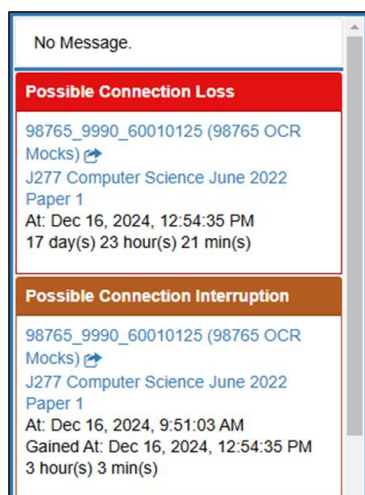 No Message.
Possible Connection Loss
98765_9990_60010125 (98765 OCR
Mocks)
J277 Computer Science June 2022
Paper 1
At: Dec 16, 2024, 12:54:35 PM
17 day(s) 23 hour(s) 21 min(s)
Possible Connection Interruption
98765_9990_60010125 (98765 OCR
Mocks)
J277 Computer Science June 2022
Paper 1
At: Dec 16, 2024, 9:51:03 AM
Gained At: Dec 16, 2024, 12:54:35 PM
3 hour(s) 3 min(s)